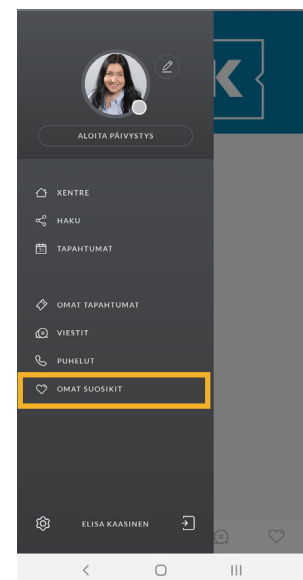 K
ALOITA PÄIVYSTYS
XENTRE
HAKU
TAPAHTUMAT
OMAT TAPAHTUMAT
VIESTIT
PUHELUT
OMAT SUOSIKIT
ELISA KAASINEN